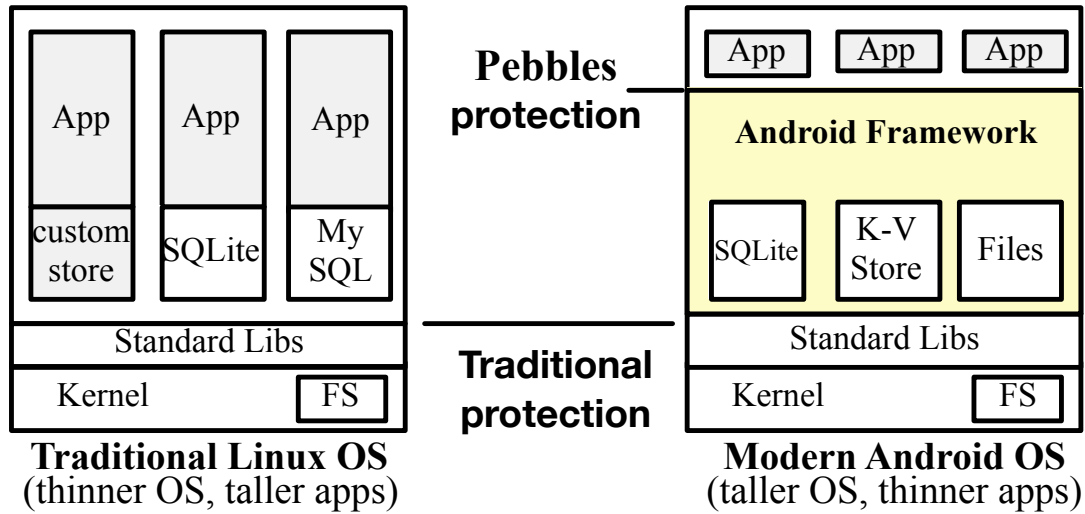 App
App
App
custom
store
SQLite
My
SQL
Standard Libs
Kernel
FS
Traditional Linux OS
(thinner OS, taller apps)
Pebbles
protection
Traditional
protection
App
App
App
Android Framework
SQLite
K-V
Store
Files
Standard Libs
Kernel
FS
Modern Android OS
(taller OS, thinner apps)